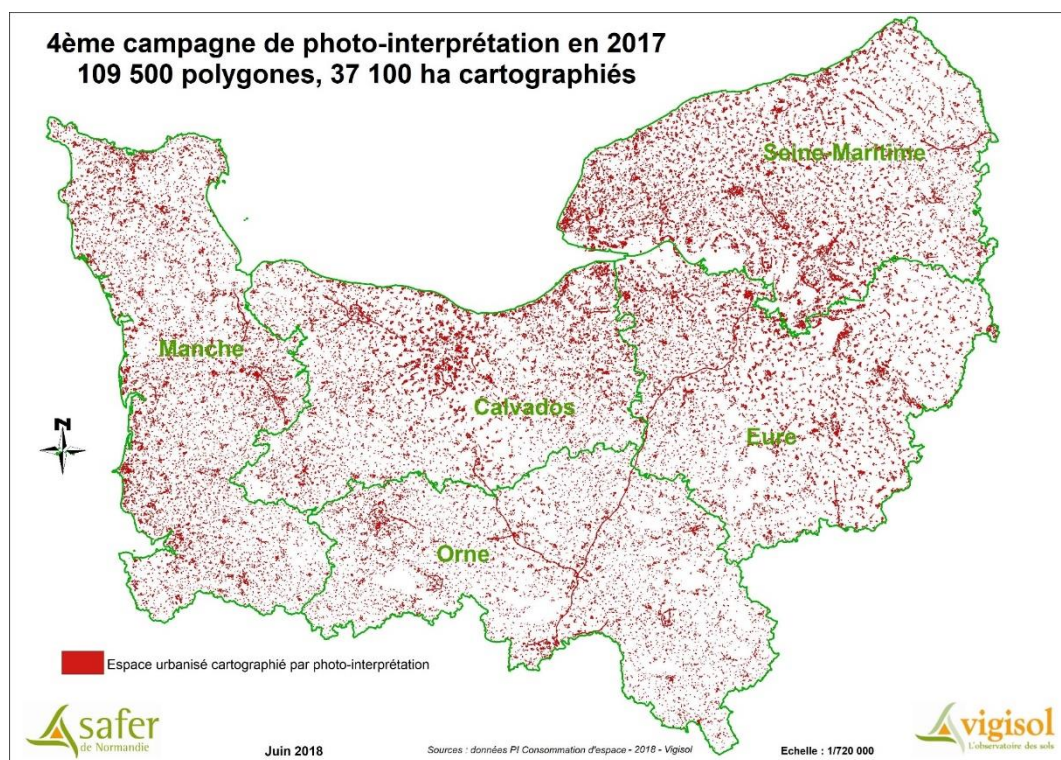 4ème campagne de photo-interprétation en 2017
109 500 polygones, 37 100 ha cartographiés
Seine-Maritime
Manche
Calvados
Eure
N
Orne
Espace urbanisé cartographié par photo-interprétation
safer
de Normandie
Juin 2018
Sources : données PI Consommation d'espace - 2018 - Vigisol
Echelle : 1/720 000
vigisol
L'observatoire des sols